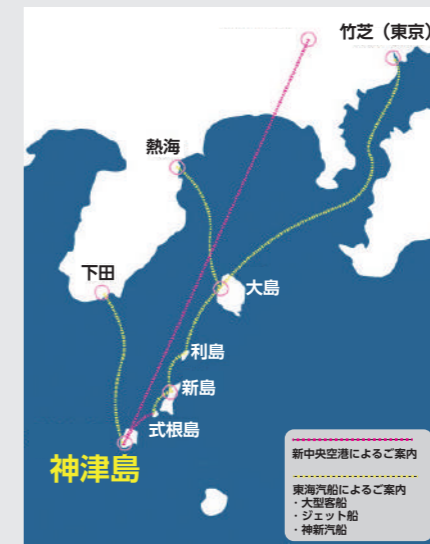 竹芝（東京）
熱海
下田
大島
利島
新島
式根島
神津島
新中央空港によるご案内
東海汽船によるご案内
・大型客船
・ジェット船
・神新汽船